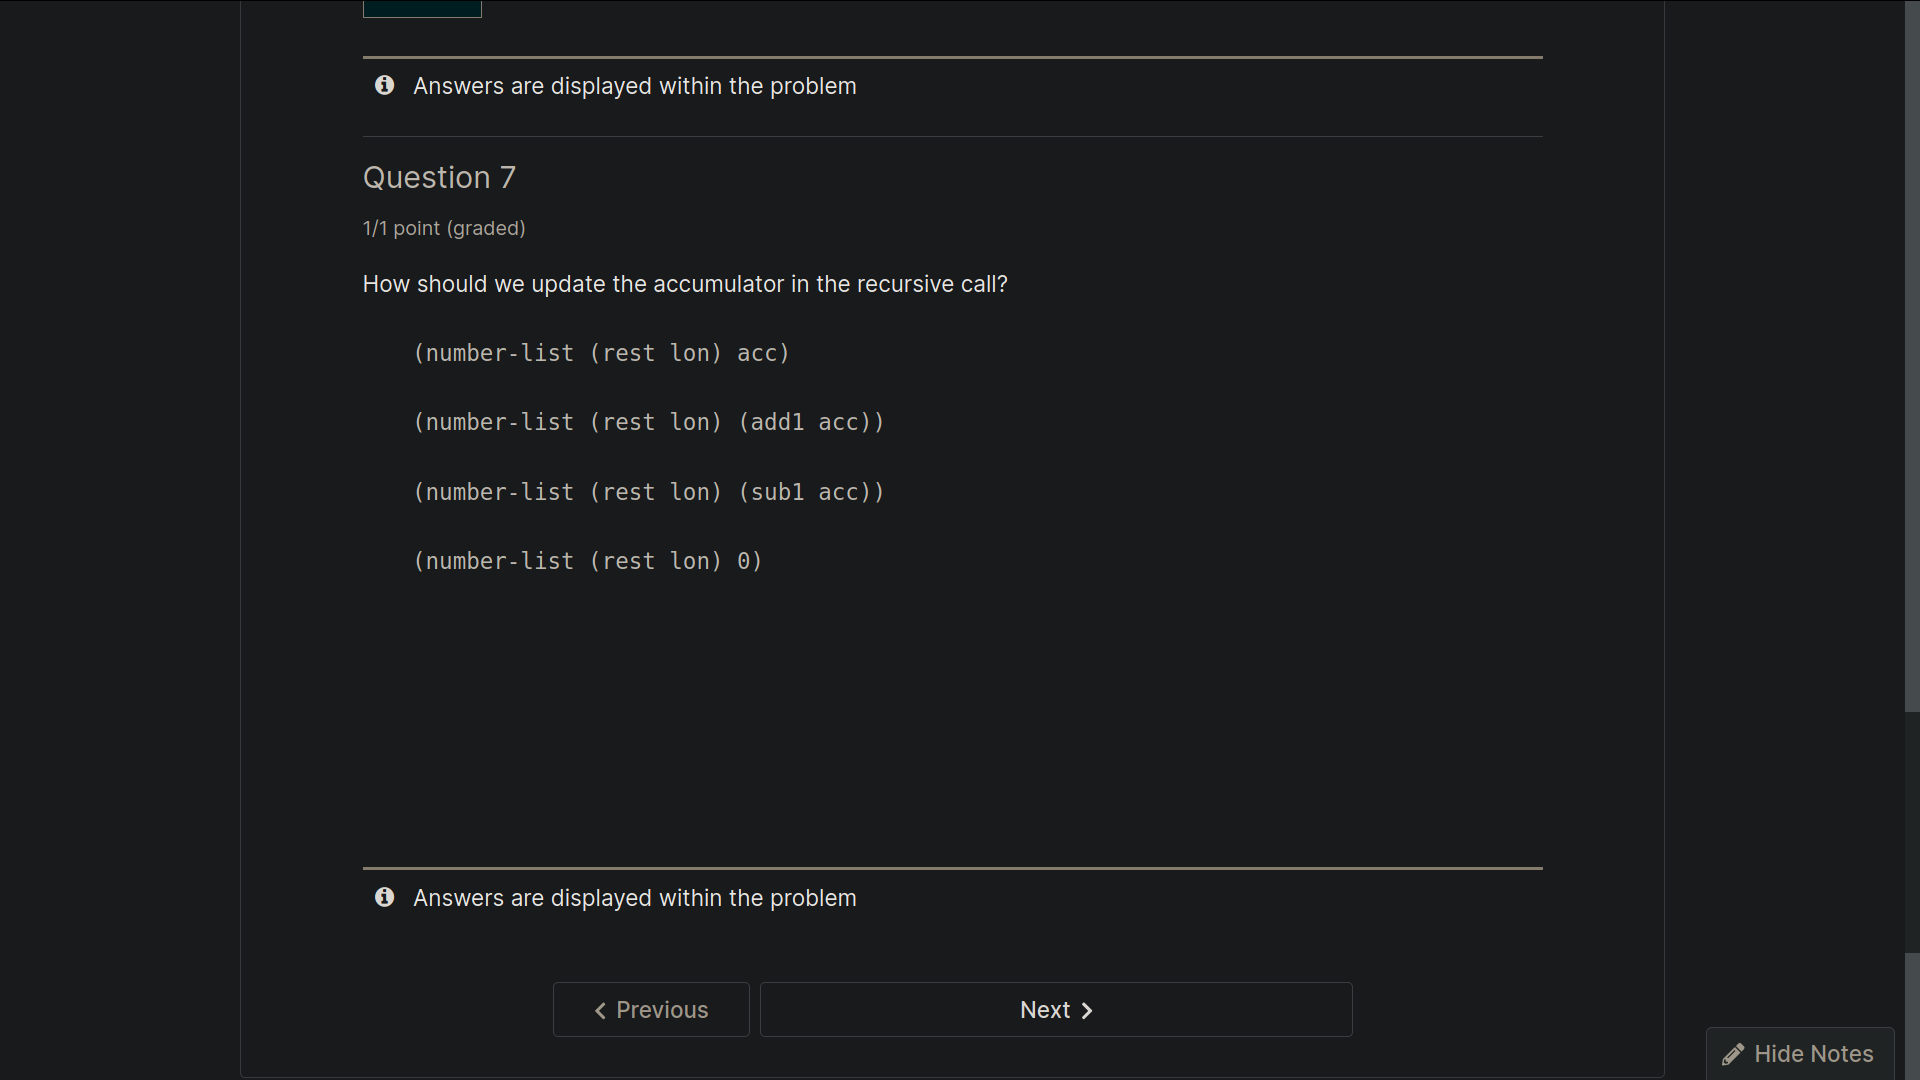 Answers are displayed within the problem
Question 7
1/1 point (graded)
How should we update the accumulator in the recursive call?
(number-list (rest lon) acc)
(number-list (rest lon) (add1 acc))
(number-list (rest lon) (sub1 acc))
(number-list (rest lon) 0)
Answers are displayed within the problem
Previous
Next
Hide Notes